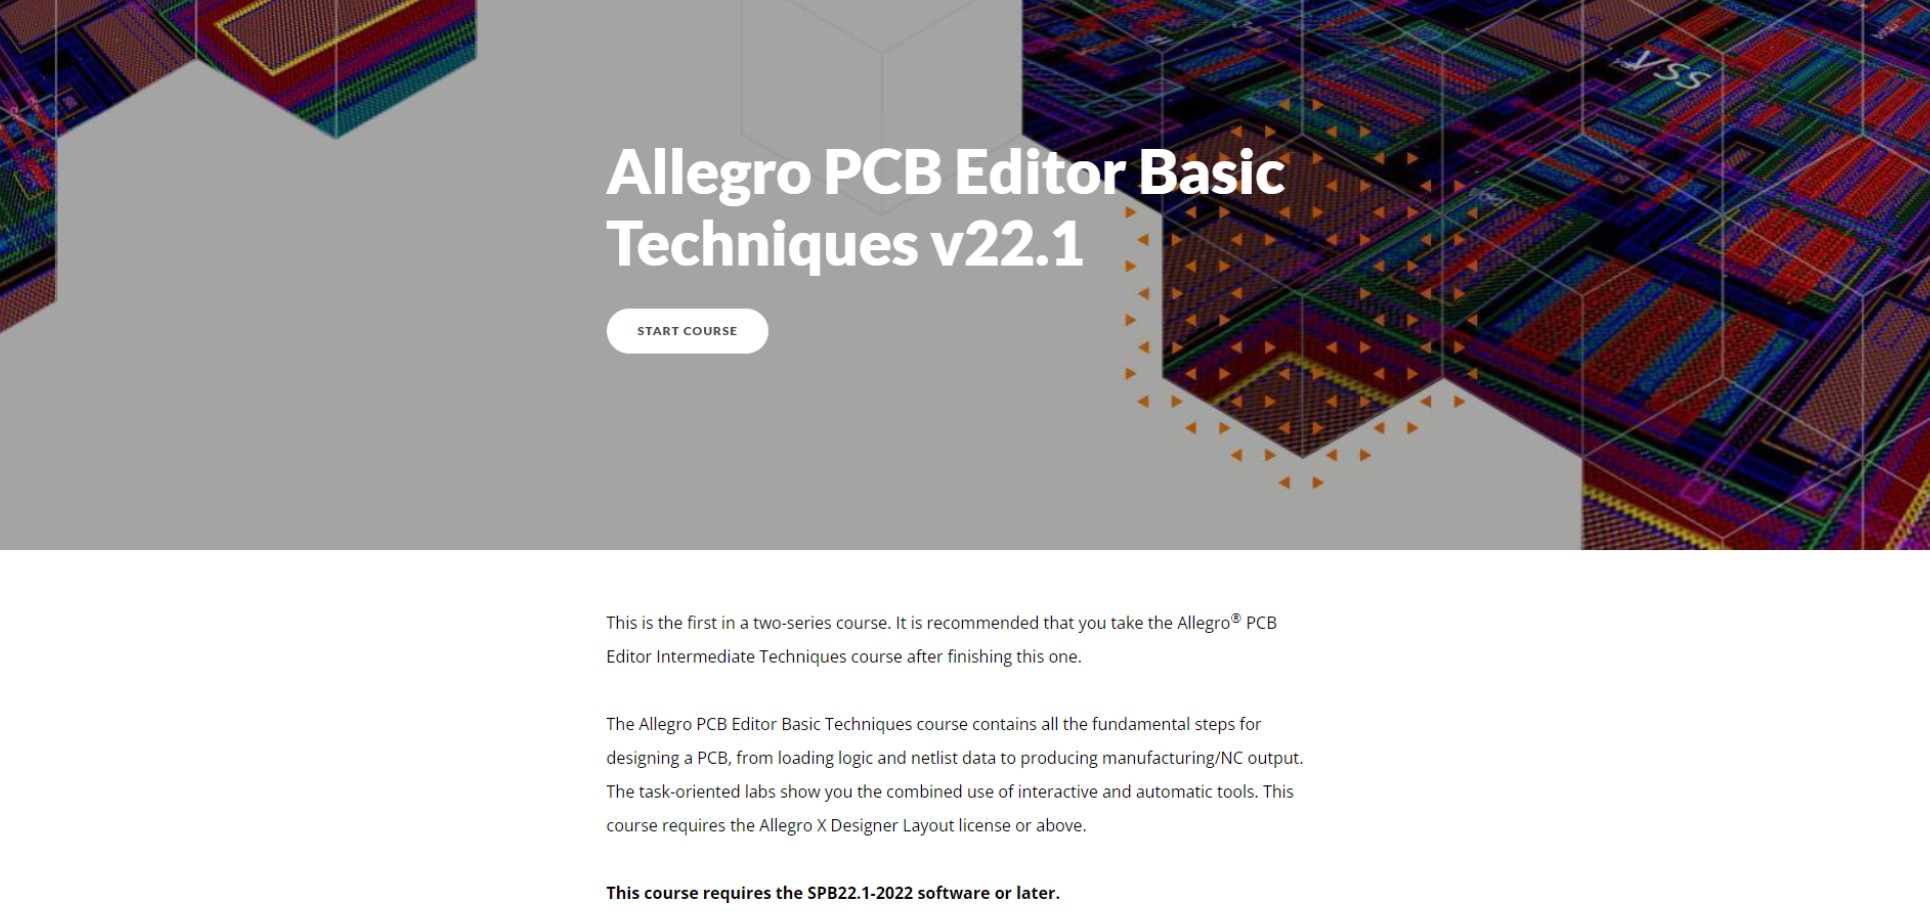 VSS
Allegro PCB Editor Basic
Techniques v22.1
START COURSE
This is the first in a two-series course. It is recommended that you take the Allegro® PCB
Editor Intermediate Techniques course after finishing this one.
The Allegro PCB Editor Basic Techniques course contains all the fundamental steps for
designing a PCB, from loading logic and netlist data to producing manufacturing/NC output.
The task-oriented labs show you the combined use of interactive and automatic tools. This
course requires the Allegro X Designer Layout license or above.
This course requires the SPB22.1-2022 software or later.